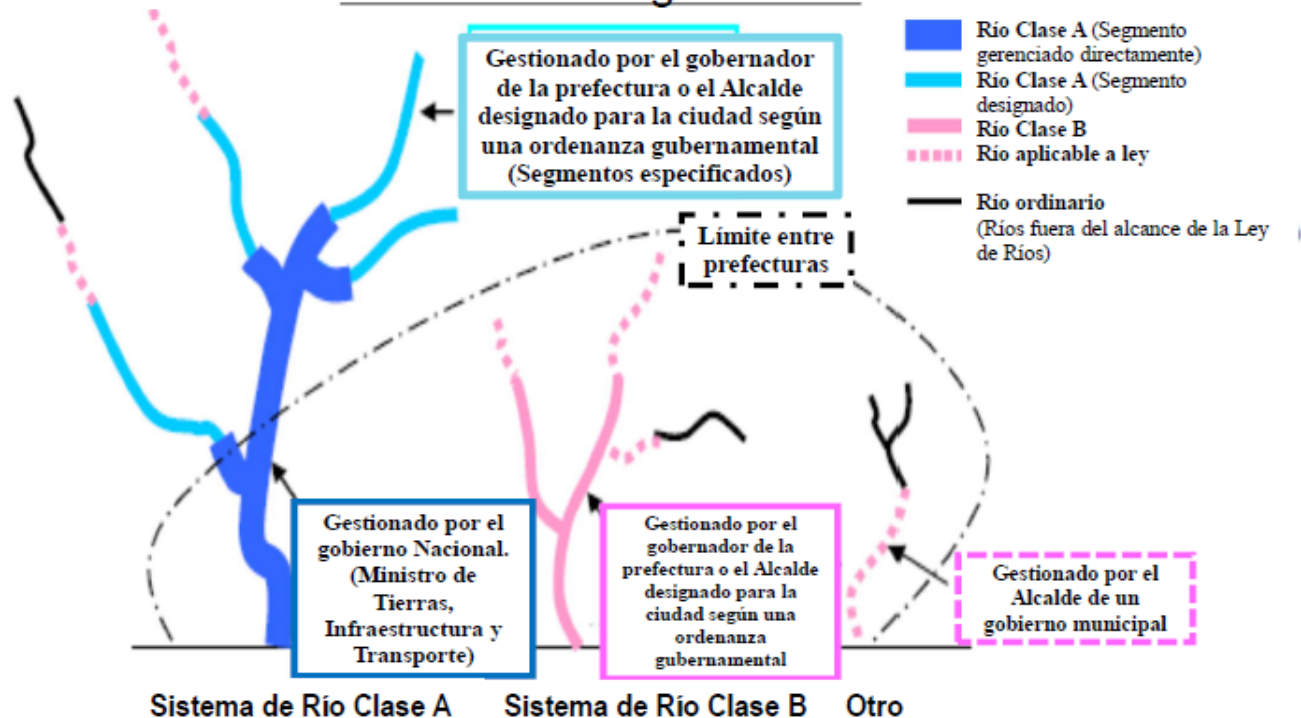 Gestionado por el gobernador
de la prefectura o el Alcalde
designado para la ciudad según
una ordenanza gubernamental
(Segmentos especificados)
Río Clase A (Segmento
gerenciado directamente)
Río Clase A (Segmento
designado)
Río Clase B
Río aplicable a ley
Río ordinario
(Ríos fuera del alcance de la Ley
de Ríos)
Límite entre
prefecturas
Gestionado por el
gobierno Nacional.
(Ministro de
Tierras,
Infraestructura y
Transporte)
Gestionado por el
gobernador de la
prefectura o el Alcalde
designado para la
ciudad según una
ordenanza
gubernamental
Gestionado por el
Alcalde de un
gobierno municipal
Sistema de Río Clase A
Sistema de Río Clase B
Otro